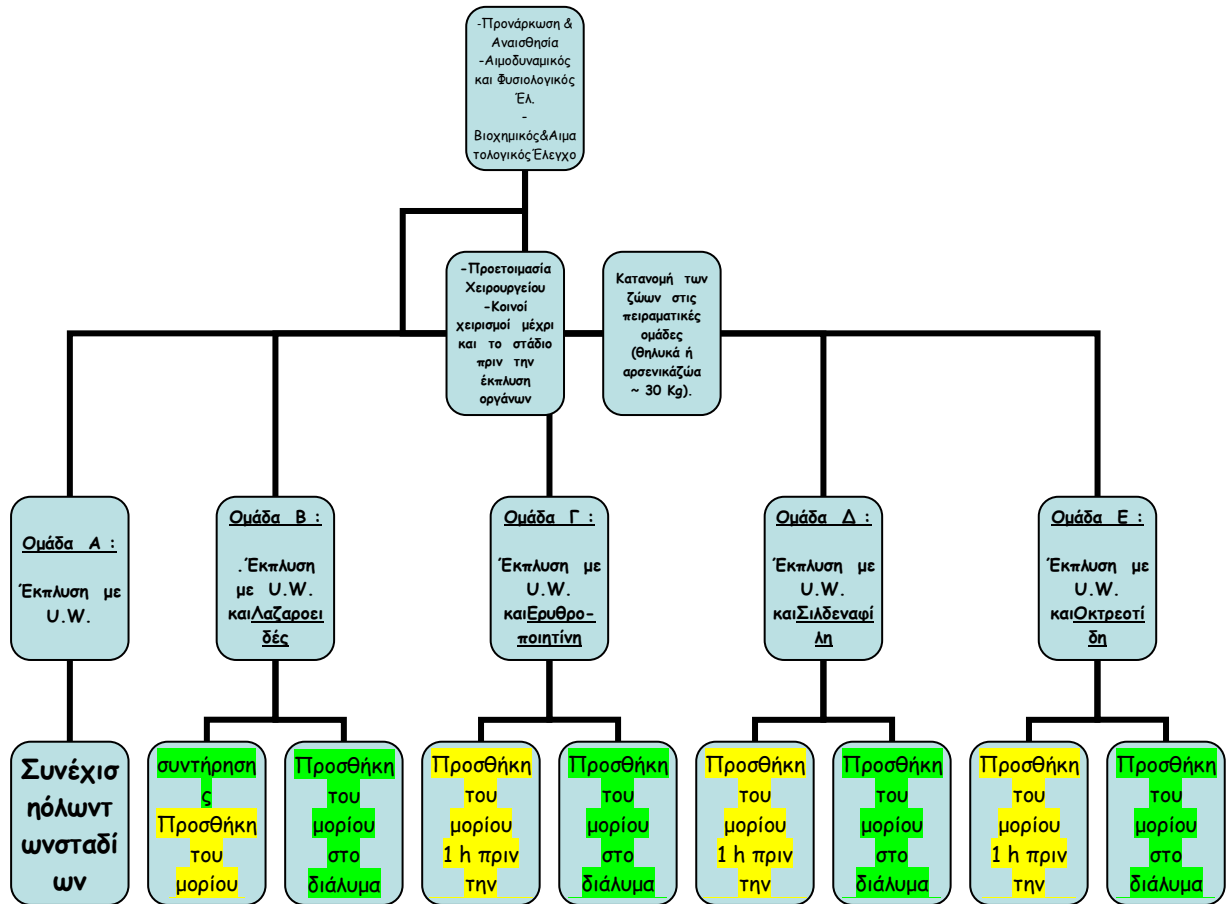 -Προνάρκωση &
Αναισθησία
-Αιμοδυναμικός
και Φυσιολογικός
Έλ.
-
Βιοχημικός&Αιμα
τολογικόςΈλεγχο
-Προετοιμασία
Χειρουργείου
-Κοινοί
χειρισμοί μέχρι
και το στάδιο
πριν την
έκπλυση
οργάνων
Κατανομή των
ζώων στις
πειραματικές
ομάδες
(θηλυκά ή
αρσενικάζώα
~ 30 Kg).
Ομάδα Α :
Έκπλυση με
U.W.
Ομάδα Β :
.Έκπλυση
με U.W.
καιΛαζαροει
δές
Ομάδα Γ :
Έκπλυση με
U.W.
καιΕρυθρο-
ποιητίνη
Ομάδα Δ :
Έκπλυση με
U.W.
καιΣιλδεναφί
λη
Ομάδα Ε :
Έκπλυση με
U.W.
καιΟκτρεοτί
δη
Συνέχισ
ηόλωντ
ωνσταδί
ων
συντήρηση
ς
Προσθήκη
του
μορίου
Προσθήκη
του
μορίου
στο
διάλυμα
Προσθήκη
του
μορίου
1 h πριν
την
Προσθήκη
του
μορίου
στο
διάλυμα
Προσθήκη
του
μορίου
1 h πριν
την
Προσθήκη
του
μορίου
στο
διάλυμα
Προσθήκη
του
μορίου
1 h πριν
την
Προσθήκη
του
μορίου
στο
διάλυμα